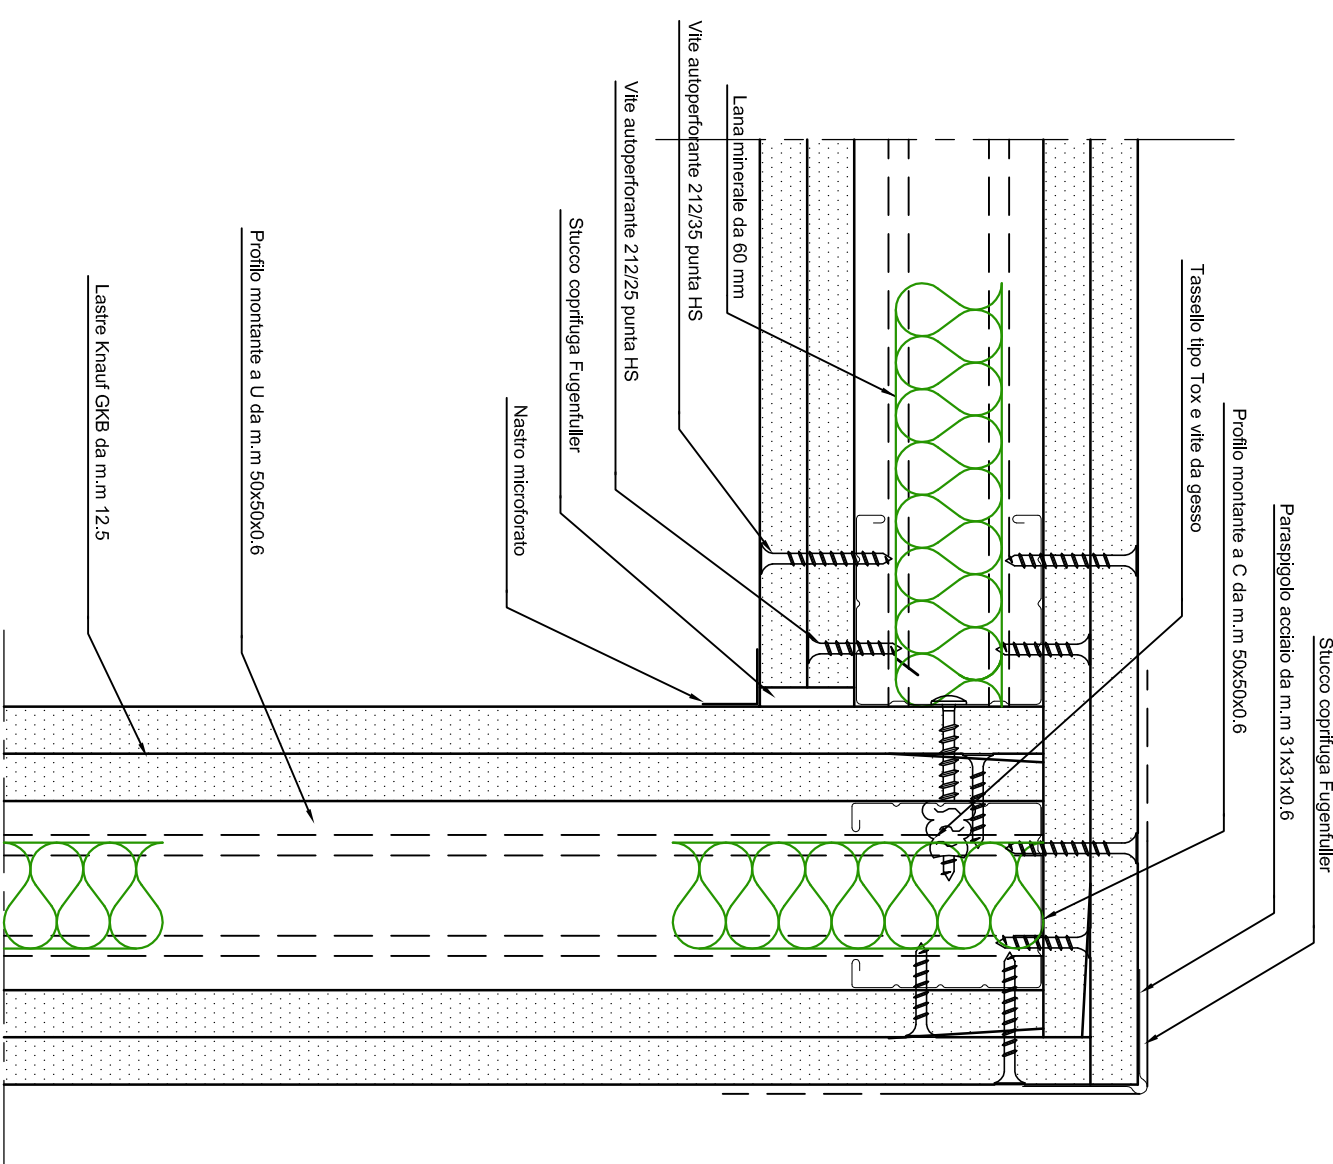 Stucco coprifuga Fugenfuller
Paraspigolo acciaio da m.m 31x31x0.6
Profilo montante a C da m.m 50x50x0.6
Tassello tipo Tox e vite da gesso
Lana minerale da 60 mm
Vite autoperforante 212/35 punta HS
Vite autoperforante 212/25 punta HS
Stucco coprifuga Fugenfuller
Nastro microforato
Profilo montante a U da m.m 50x50x0.6
Lastre Knauf GKB da m.m 12.5